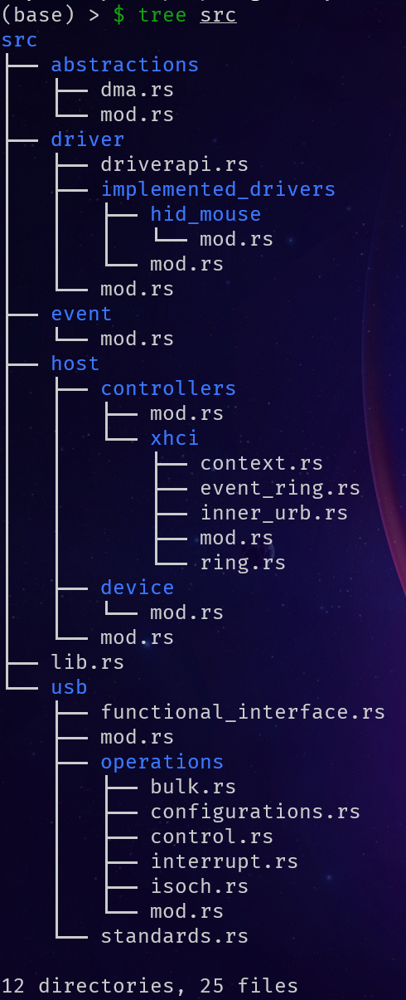 (base) > $ tree src
src
├── abstractions
│   ├── dma.rs
│   └── mod.rs
├── driver
│   ├── driverapi.rs
│   ├── implemented_drivers
│   │   ├── hid_mouse
│   │   │   └── mod.rs
│   │   └── mod.rs
│   └── mod.rs
├── event
│   └── mod.rs
├── host
│   ├── controllers
│   │   ├── mod.rs
│   │   └── xhci
│   │       ├── context.rs
│   │       ├── event_ring.rs
│   │       ├── inner_urb.rs
│   │       ├── mod.rs
│   │       └── ring.rs
│   ├── device
│   │   └── mod.rs
│   └── mod.rs
├── lib.rs
└── usb
    ├── functional_interface.rs
    ├── mod.rs
    ├── operations
    │   ├── bulk.rs
    │   ├── configurations.rs
    │   ├── control.rs
    │   ├── interrupt.rs
    │   ├── isoch.rs
    │   └── mod.rs
    └── standards.rs

12 directories, 25 files